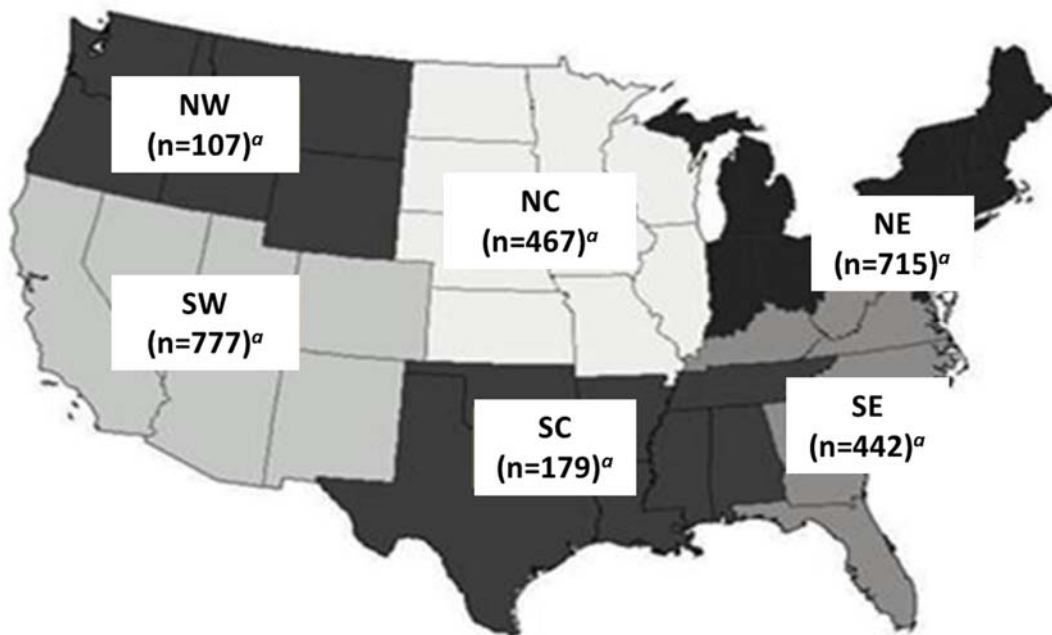 NW
(n=107)a
NC
(n=467)a
NE
(n=715)a
SW
(n=777)a
SC
(n=179)a
SE
(n=442)a